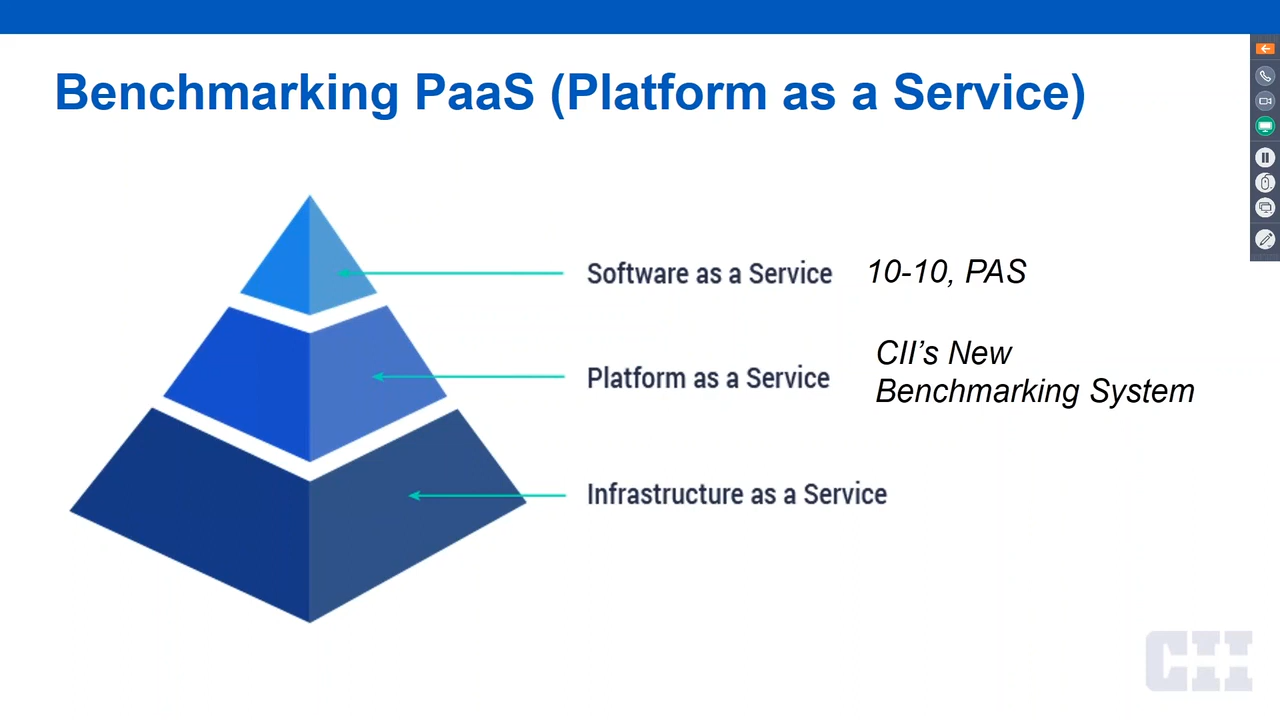 Benchmarking PaaS (Platform as a Service)
Software as a Service 10-10, PAS
CII’s New
Platform as a Service
Benchmarking System
Infrastructure as a Service
CII